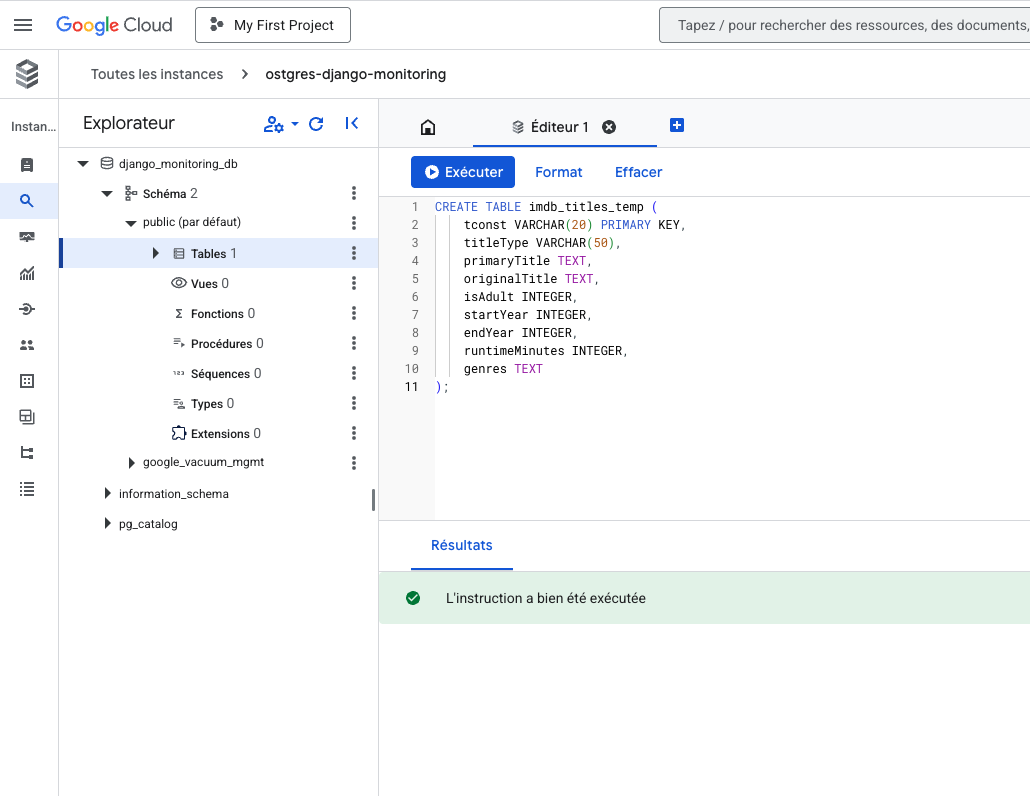 Google Cloud
My First Project
Tapez / pour rechercher des ressources, des documents,
Toutes les instances
ostgres-django-monitoring
Instan...
Explorateur
Éditeur 1
django_monitoring_db
Schéma 2
public (par défaut)
Tables 1
Vues 0
Fonctions 0
Procédures 0
Séquences 0
Types 0
Extensions 0
google_vacuum_mgmt
information_schema
pg_catalog
Exécuter
Format
Effacer
1 CREATE TABLE imdb_titles_temp (
2 tconst VARCHAR(20) PRIMARY KEY,
3 titleType VARCHAR(50),
4 primaryTitle TEXT,
5 originalTitle TEXT,
6 isAdult INTEGER,
7 startYear INTEGER,
8 endYear INTEGER,
9 runtimeMinutes INTEGER,
10 genres TEXT
11 );
Résultats
L'instruction a bien été exécutée